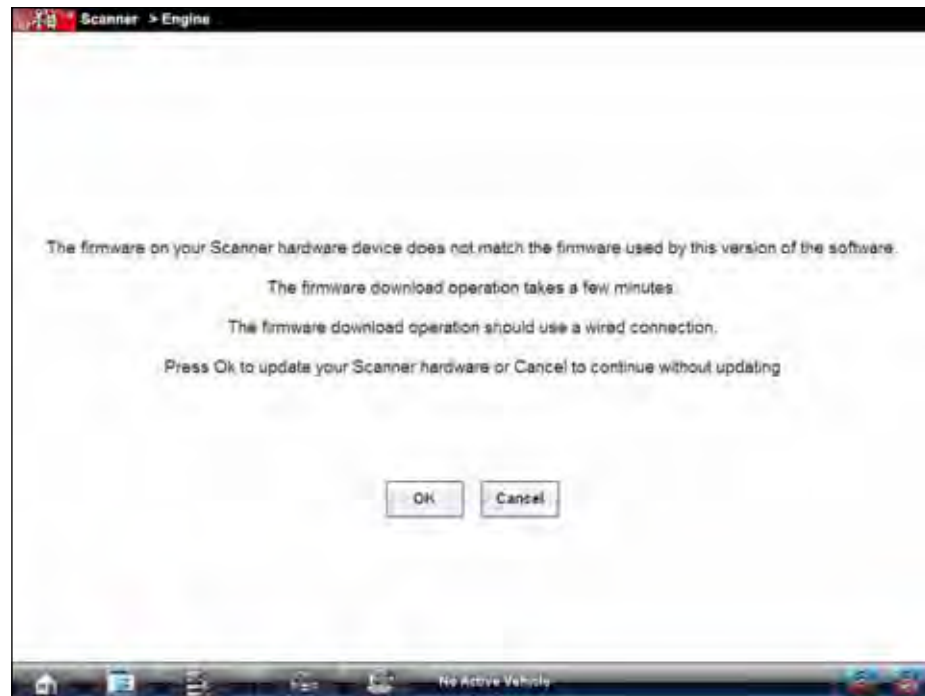 Scanner > Engine
The firmware on your Scanner hardware device does not match the firmware used by this version of the software.
The firmware download operation takes a few minutes.
The firmware download operation should use a wired connection.
Press Ok to update your Scanner hardware or Cancel to continue without updating
OK Cancel
No Active Vehicle